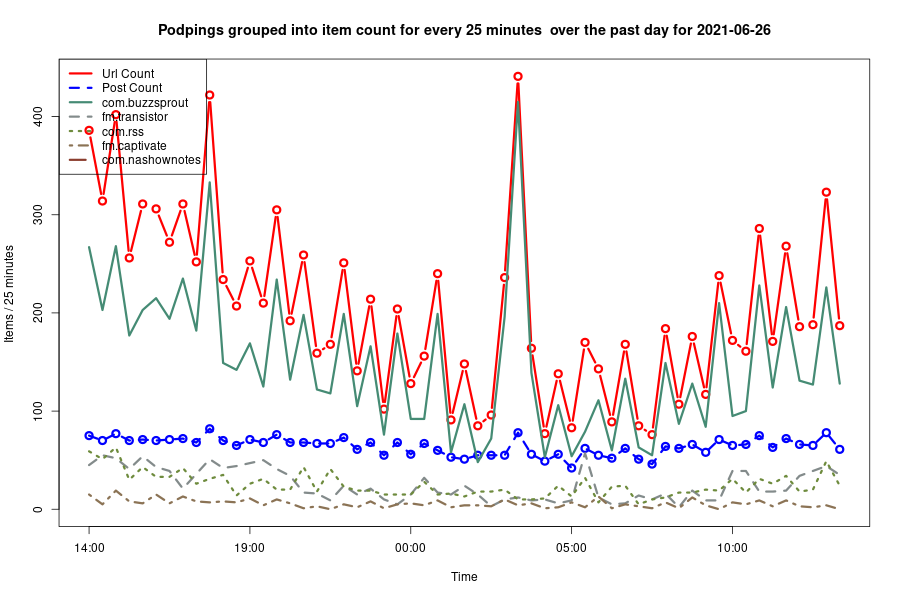 Podpings grouped into item count for every 25 minutes  over the past day for 2021-06-26
Url Count
Post Count
com.buzzsprout
fm.transistor
com.rss
fm.captivate
com.nashownotes
Items / 25 minutes
400
300
200
100
0
14:00
19:00
00:00
05:00
10:00
Time